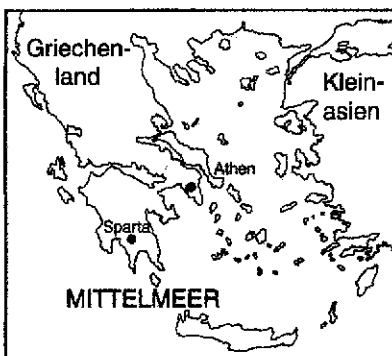 Griechen-
land
Klein-
asien
Athen
Sparta
MITTELMEER